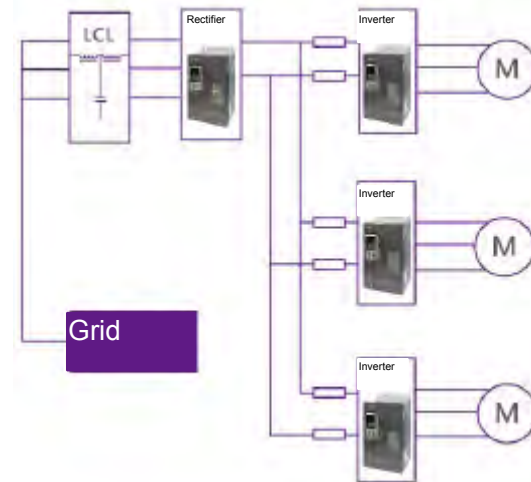 LCL
Rectifier
Inverter
M
Inverter
M
Grid
Inverter
M